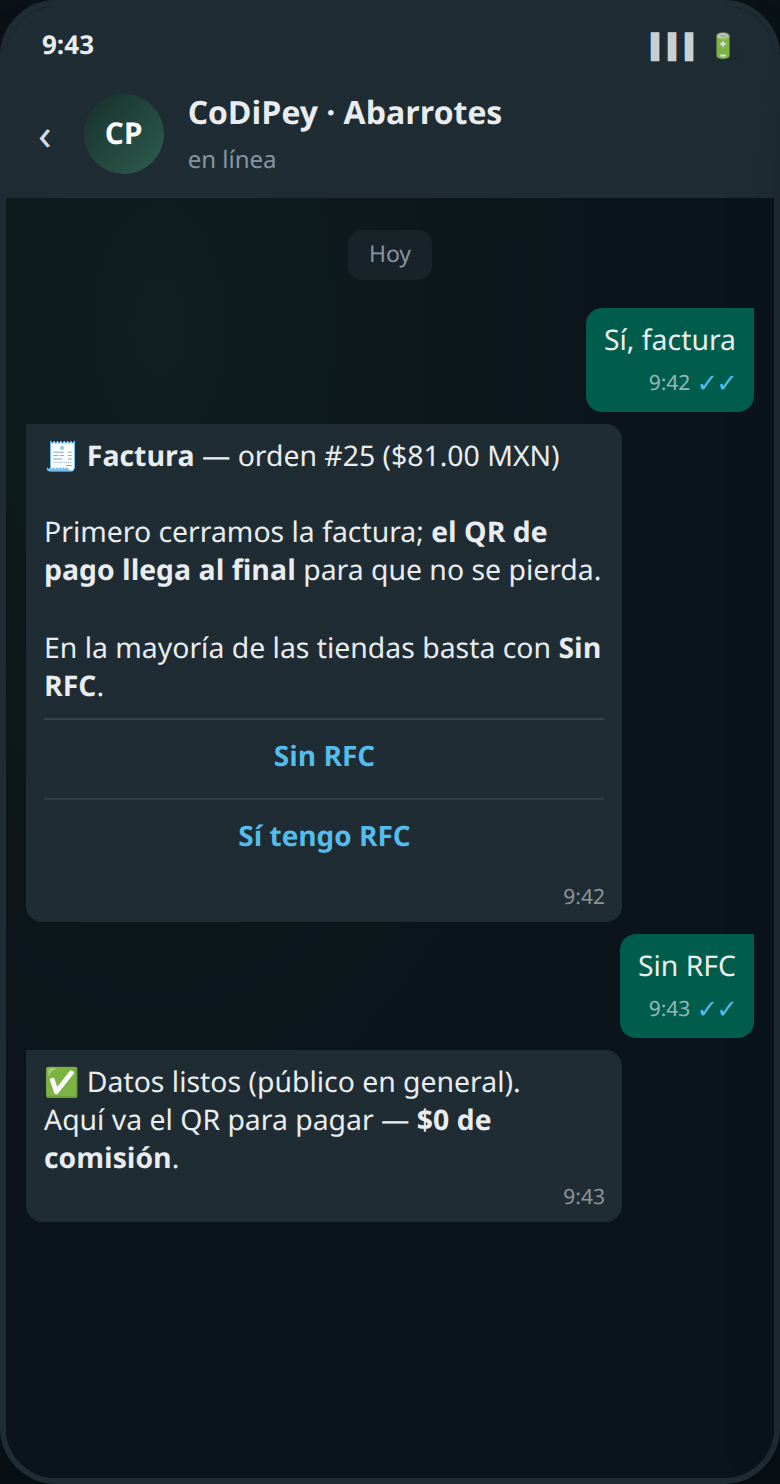 9:43
‹
CP
CoDiPey · Abarrotes
en línea
Hoy
Sí, factura
9:42 ✓✓
🧾 Factura — orden #25 ($81.00 MXN)
Primero cerramos la factura; el QR de
pago llega al final para que no se pierda.
En la mayoría de las tiendas basta con Sin
RFC.
Sin RFC
Sí tengo RFC
9:42
Sin RFC
9:43 ✓✓
✅ Datos listos (público en general).
Aquí va el QR para pagar — $0 de
comisión.
9:43